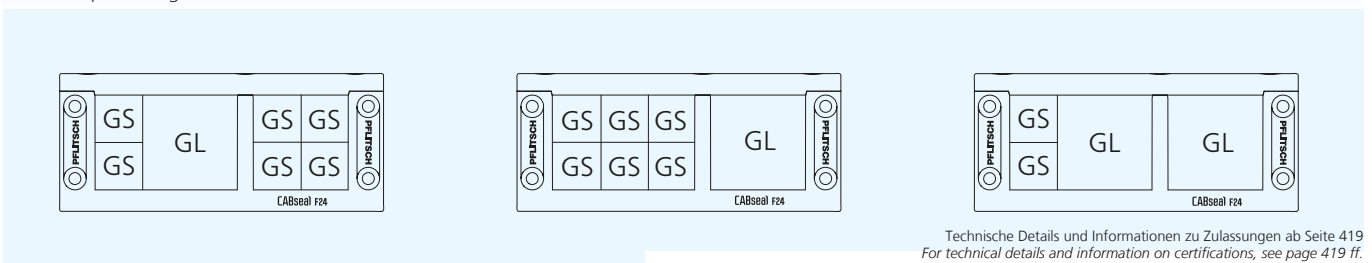 PFLITSCH GS GS GS GL GS GS GS PFLITSCH
CABseal F24
PFLITSCH GS GS GS GS GS GS GL PFLITSCH
CABseal F24
PFLITSCH GS GS GL GL PFLITSCH
CABseal F24
Technische Details und Informationen zu Zulassungen ab Seite 419
For technical details and information on certifications, see page 419 ff.